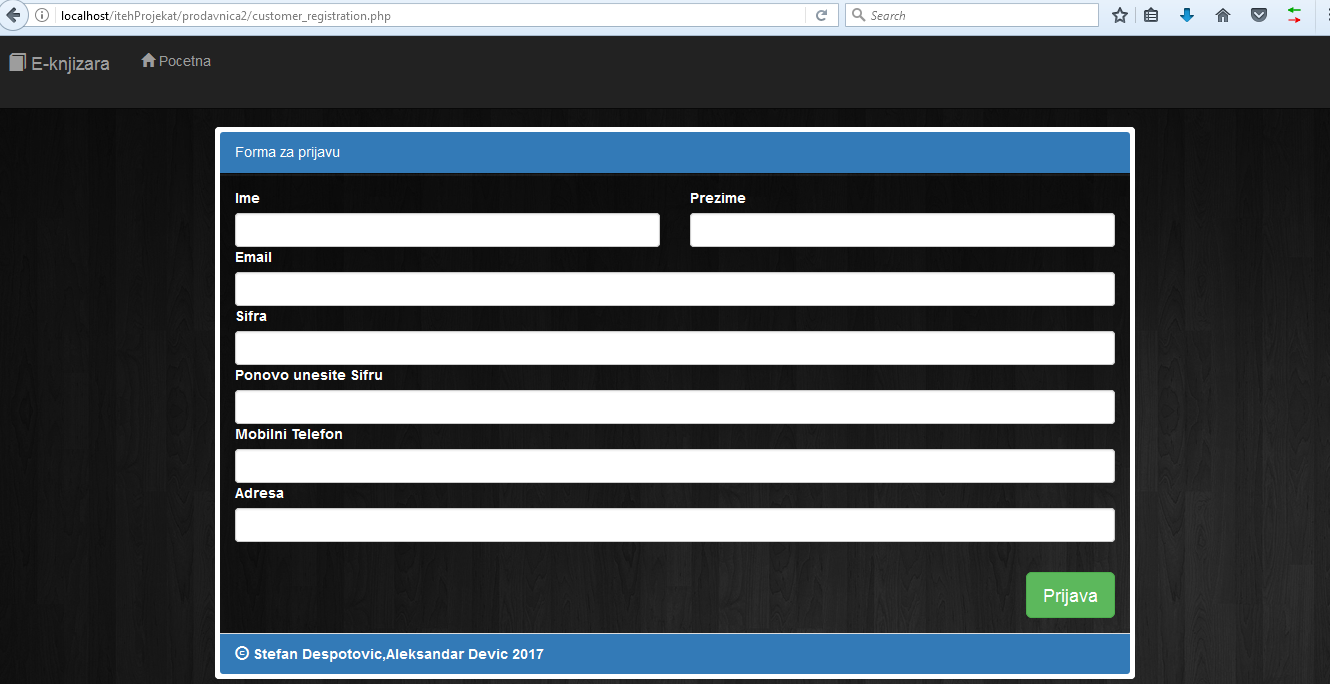 localhost/itehProjekat/prodavnica2/customer_registration.php
Search
E-knjizara
Pocetna
Forma za prijavu
Ime
Prezime
Email
Sifra
Ponovo unesite Sifru
Mobilni Telefon
Adresa
Prijava
© Stefan Despotovic,Aleksandar Devic 2017